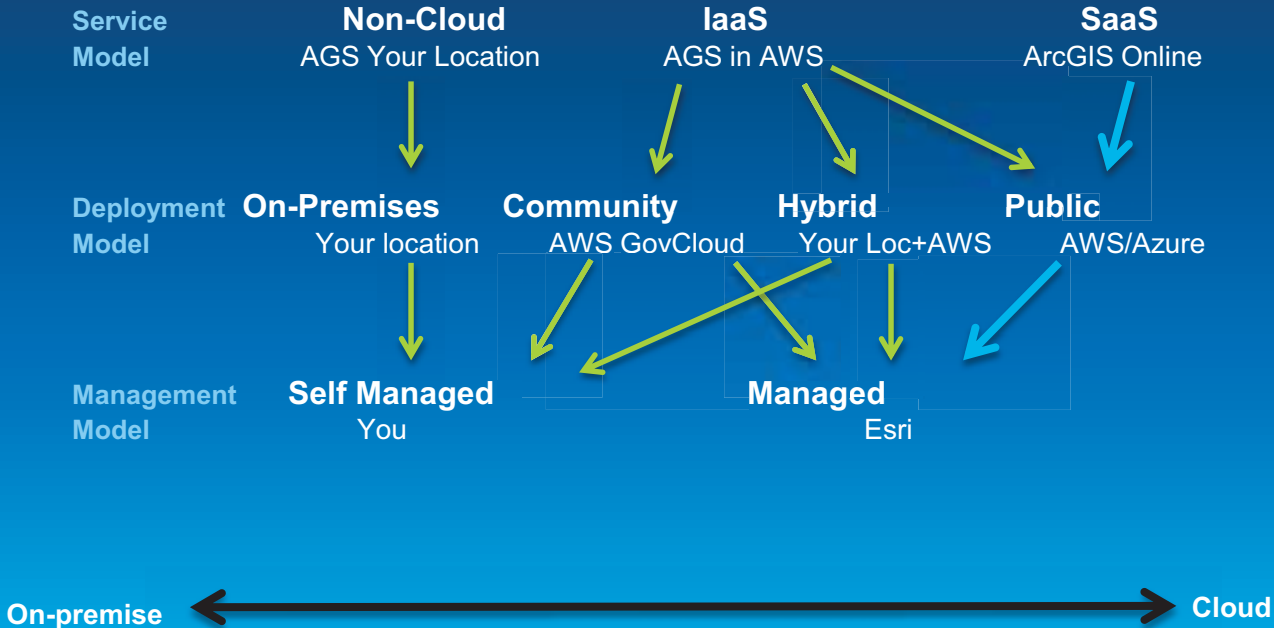 Service Non-Cloud IaaS SaaS
Model AGS Your Location AGS in AWS ArcGIS Online
Deployment On-Premises Community Hybrid Public
Model Your location AWS GovCloud Your Loc+AWS AWS/Azure
Management Self Managed Managed
Model You Esri
On-premise Cloud